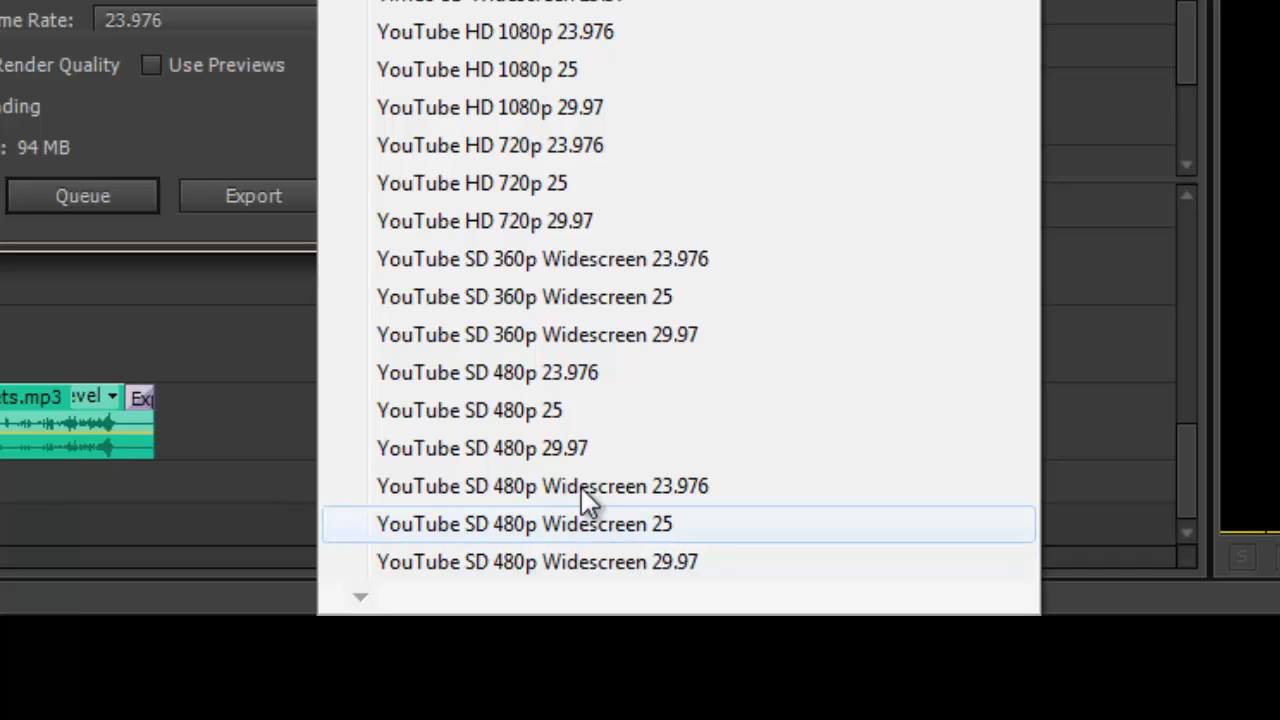 me Rate: 23.976
Render Quality Use Previews
ding
: 94 MB
Queue Export
YouTube HD 1080p 23.976
YouTube HD 1080p 25
YouTube HD 1080p 29.97
YouTube HD 720p 23.976
YouTube HD 720p 25
YouTube HD 720p 29.97
YouTube SD 360p Widescreen 23.976
YouTube SD 360p Widescreen 25
YouTube SD 360p Widescreen 29.97
YouTube SD 480p 23.976
YouTube SD 480p 25
YouTube SD 480p 29.97
YouTube SD 480p Widescreen 23.976
YouTube SD 480p Widescreen 25
YouTube SD 480p Widescreen 29.97
ets.mp3 :vel Exp
S